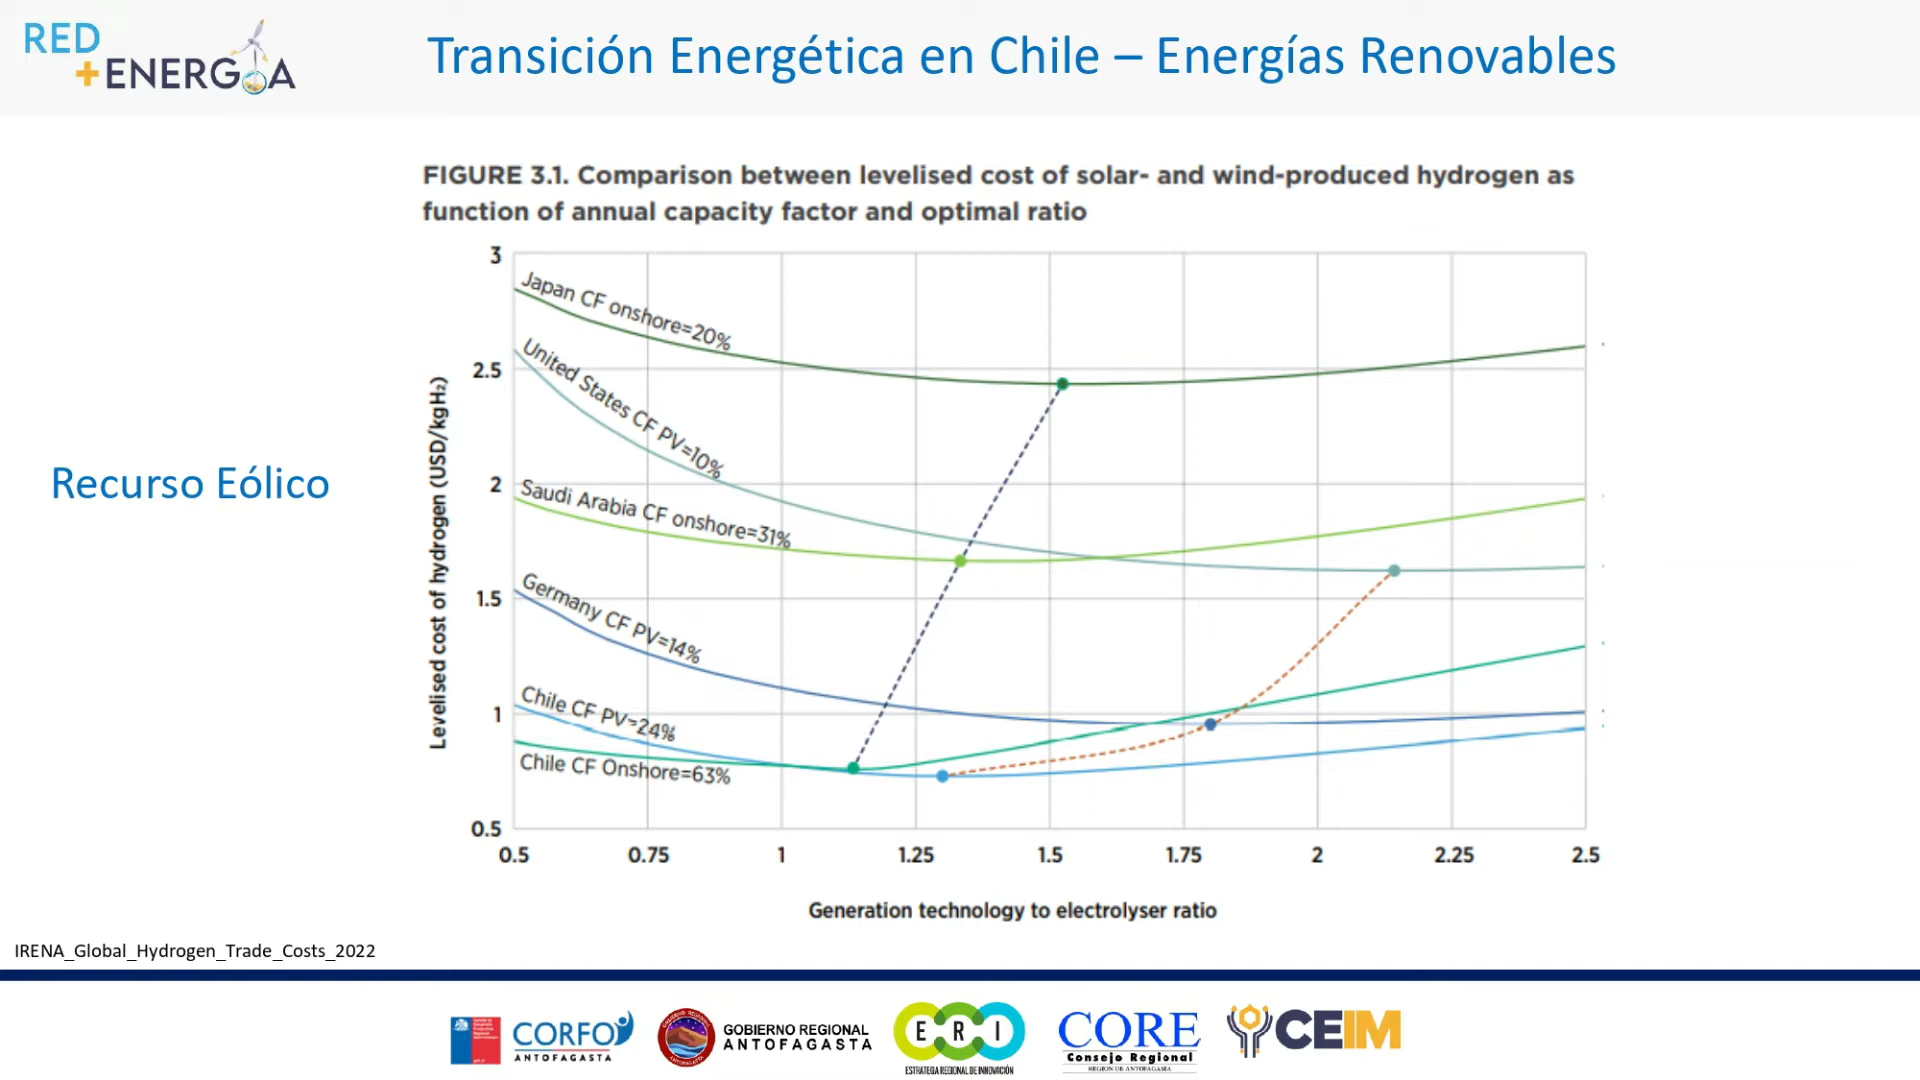 RED
+ENERGÍA
Transición Energética en Chile – Energías Renovables
FIGURE 3.1. Comparison between levelised cost of solar- and wind-produced hydrogen as
function of annual capacity factor and optimal ratio
Recurso Eólico
Levelised cost of hydrogen (USD/kgH₂)
3
2.5
2
1.5
1
0.5
Japan CF onshore=20%
United States CF PV=10%
Saudi Arabia CF onshore=31%
Germany CF PV=14%
Chile CF PV=24%
Chile CF Onshore=63%
0.5 0.75 1 1.25 1.5 1.75 2 2.25 2.5
Generation technology to electrolyser ratio
IRENA_Global_Hydrogen_Trade_Costs_2022
CORFO
ANTOFAGASTA
GOBIERNO REGIONAL
ANTOFAGASTA
ERI
ESTRATEGIA REGIONAL DE INNOVACIÓN
CORE
Consejo Regional
REGION DE ANTOFAGASTA
CEIM